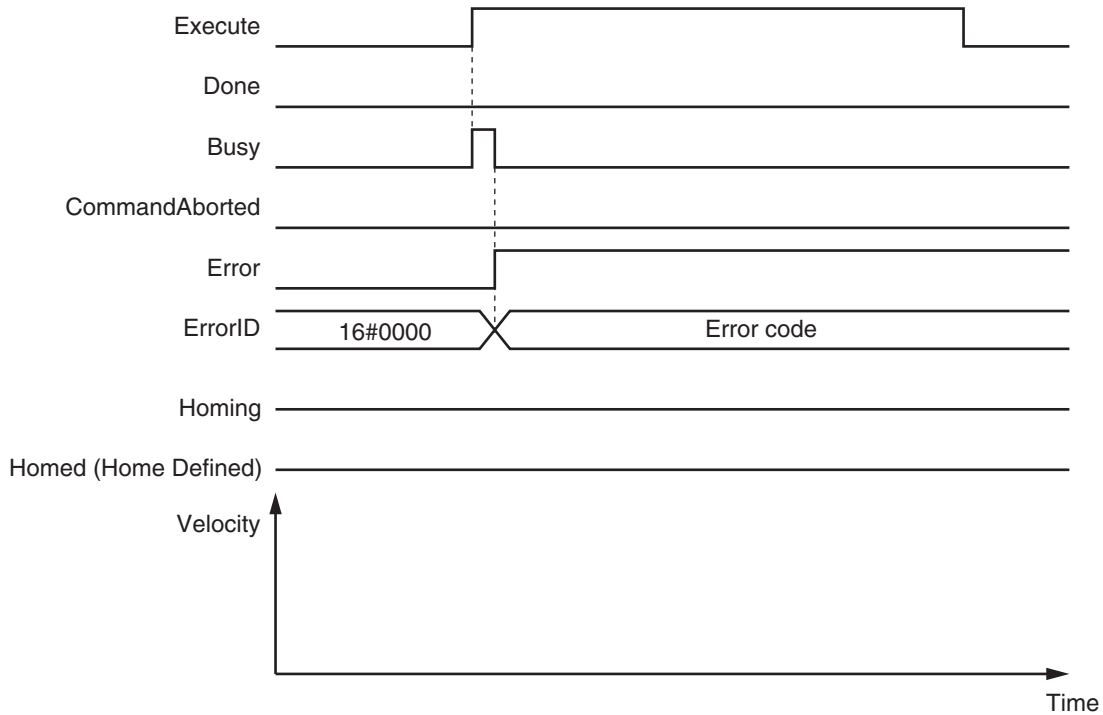 Execute
Done
Busy
CommandAborted
Error
ErrorID
16#0000
Error code
Homing
Homed (Home Defined)
Velocity
Time